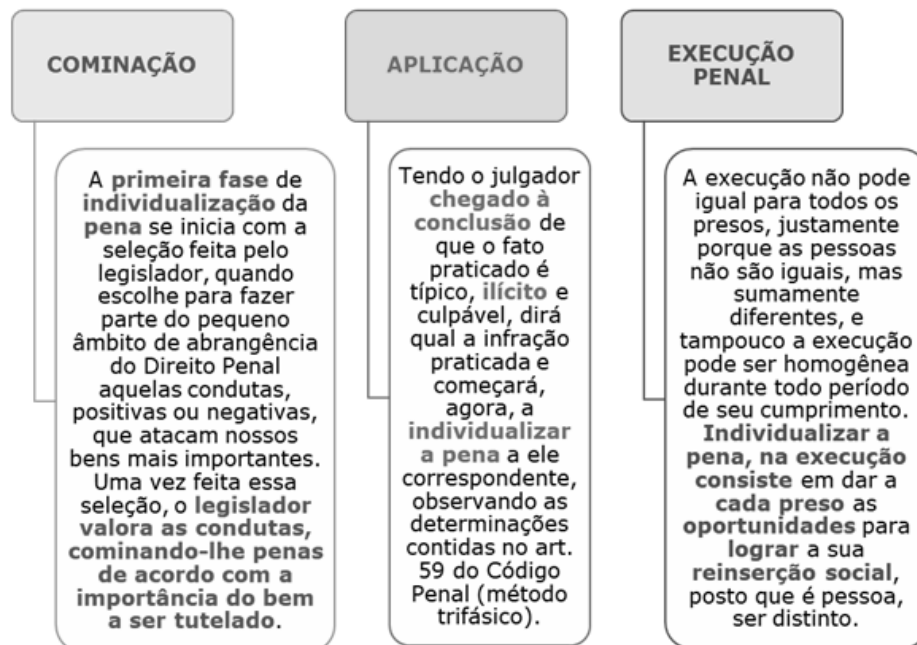 COMINAÇÃO
A primeira fase de
individualização da
pena se inicia com a
seleção feita pelo
legislador, quando
escolhe para fazer
parte do pequeno
âmbito de abrangência
do Direito Penal
aquelas condutas,
positivas ou negativas,
que atacam nossos
bens mais importantes.
Uma vez feita essa
seleção, o legislador
valora as condutas,
cominando-lhe penas
de acordo com a
importância do bem
a ser tutelado.
APLICAÇÃO
Tendo o julgador
chegado à
conclusão de
que o fato
praticado é
típico, ilícito e
culpável, dirá
qual a infração
praticada e
começará,
agora, a
individualizar
a pena a ele
correspondente,
observando as
determinações
contidas no art.
59 do Código
Penal (método
trifásico).
EXECUÇÃO
PENAL
A execução não pode
igual para todos os
presos, justamente
porque as pessoas
não são iguais, mas
sumamente
diferentes, e
tampouco a execução
pode ser homogênea
durante todo período
de seu cumprimento.
Individualizar a
pena, na execução
consiste em dar a
cada preso as
oportunidades para
lograr a sua
reinserção social,
posto que é pessoa,
ser distinto.